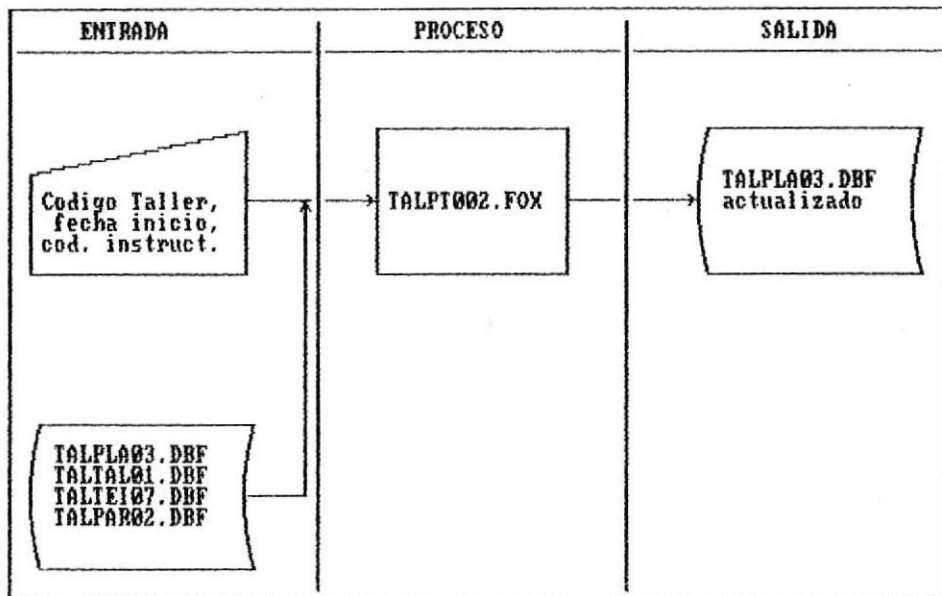 ENTRADA
PROCESO
SALIDA
Codigo Taller,
fecha inicio,
cod. instruct.
TALPT002.FOX
TALPLA03.DBF
actualizado
TALPLA03.DBF
TALTAL01.DBF
TALTEI07.DBF
TALPAR02.DBF